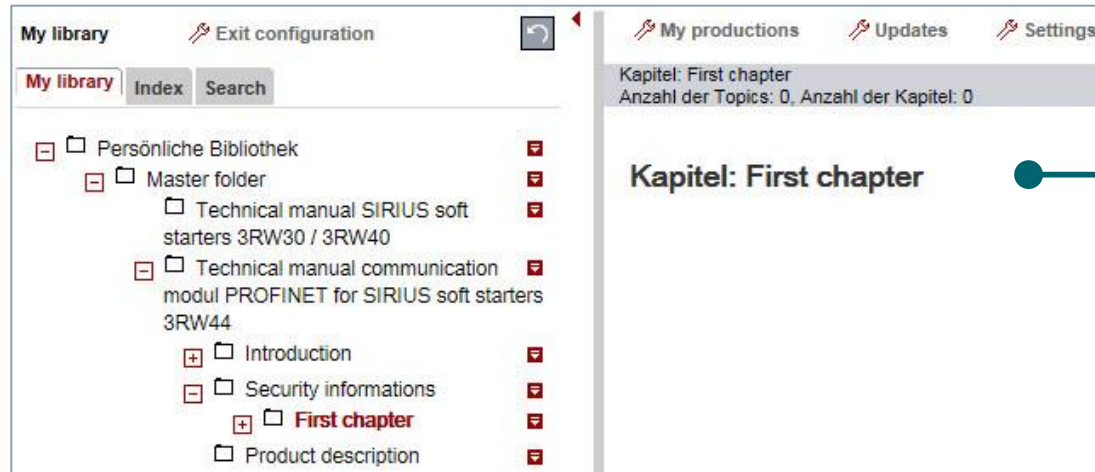 My library
Exit configuration
My library
Index
Search
Persönliche Bibliothek
Master folder
Technical manual SIRIUS soft
starters 3RW30 / 3RW40
Technical manual communication
modul PROFINET for SIRIUS soft starters
3RW44
Introduction
Security informations
First chapter
Product description
My productions
Updates
Settings
Kapitel: First chapter
Anzahl der Topics: 0, Anzahl der Kapitel: 0
Kapitel: First chapter